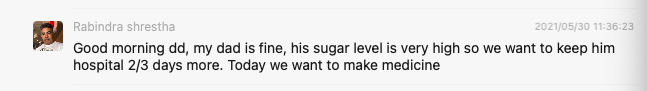 Rabindra shrestha
2021/05/30 11:36:23
Good morning dd, my dad is fine, his sugar level is very high so we want to keep him
hospital 2/3 days more. Today we want to make medicine